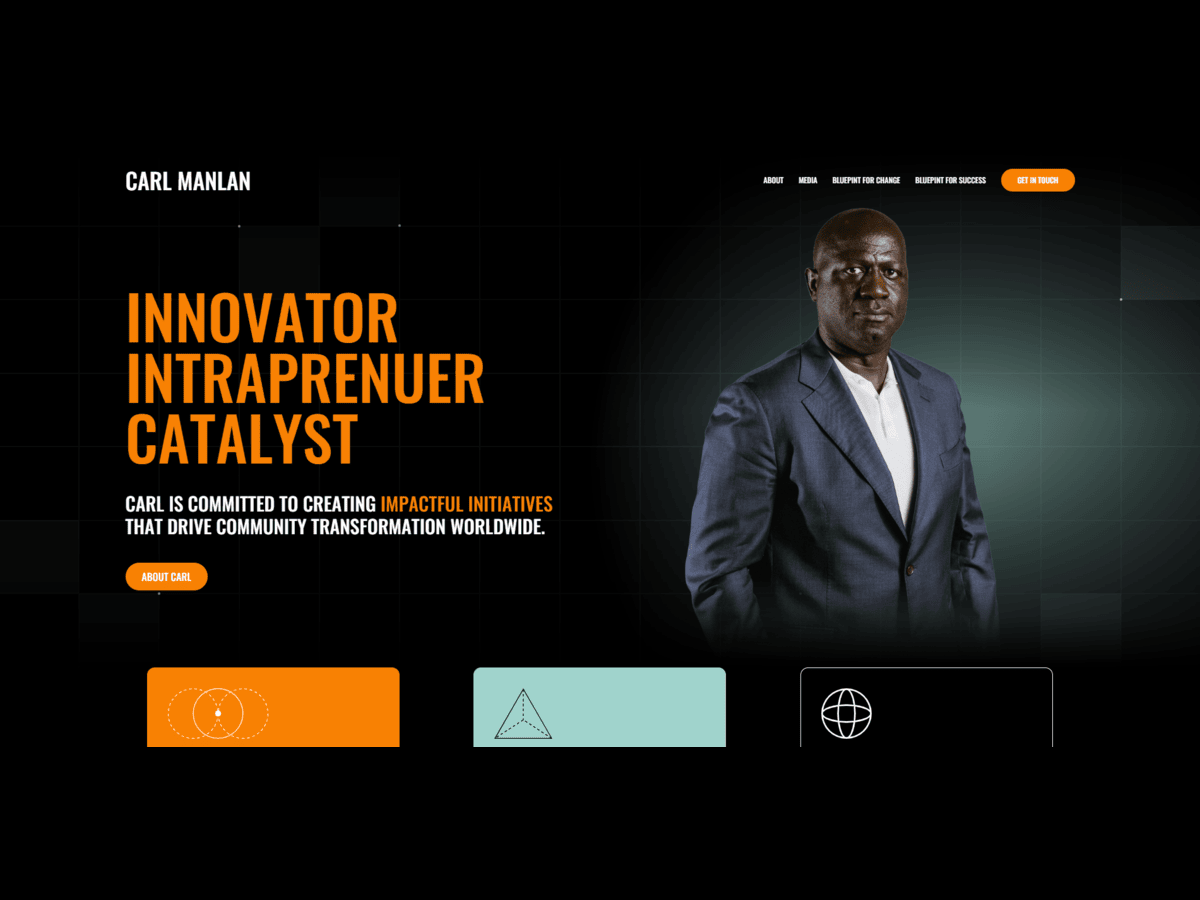 CARL MANLAN
ABOUT MEDIA BLUEPINT FOR CHANGE BLUEPINT FOR SUCCESS GET IN TOUCH
INNOVATOR
INTRAPRENUER
CATALYST
CARL IS COMMITTED TO CREATING IMPACTFUL INITIATIVES
THAT DRIVE COMMUNITY TRANSFORMATION WORLDWIDE.
ABOUT CARL